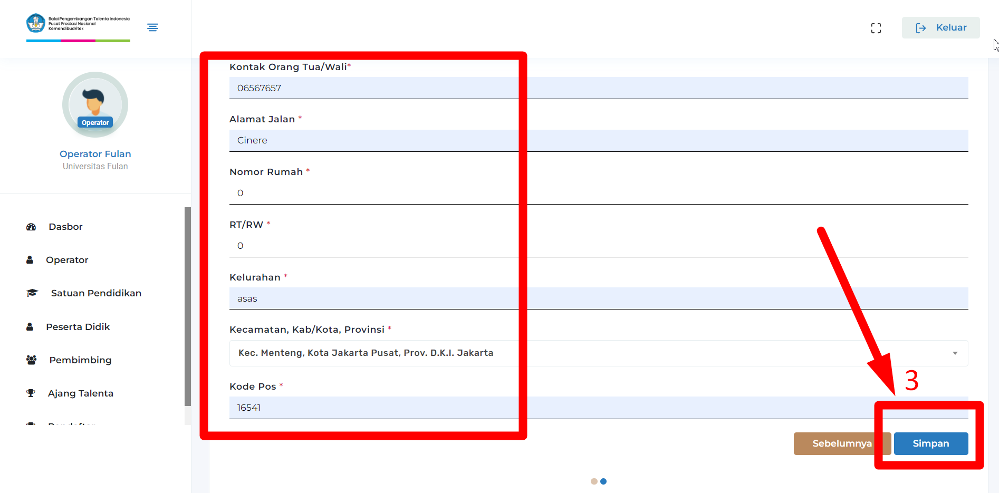 Balai Pengembangan Talenta Indonesia
Pusat Prestasi Nasional
Kemendibudritek
Keluar
Operator
Operator Fulan
Universitas Fulan
Dasbor
Operator
Satuan Pendidikan
Peserta Didik
Pembimbing
Ajang Talenta
Kontak Orang Tua/Wali*
06567657
Alamat Jalan *
Cinere
Nomor Rumah *
0
RT/RW *
0
Kelurahan *
asas
Kecamatan, Kab/Kota, Provinsi *
Kec. Menteng, Kota Jakarta Pusat, Prov. D.K.I. Jakarta
Kode Pos *
16541
3
Sebelumnya
Simpan